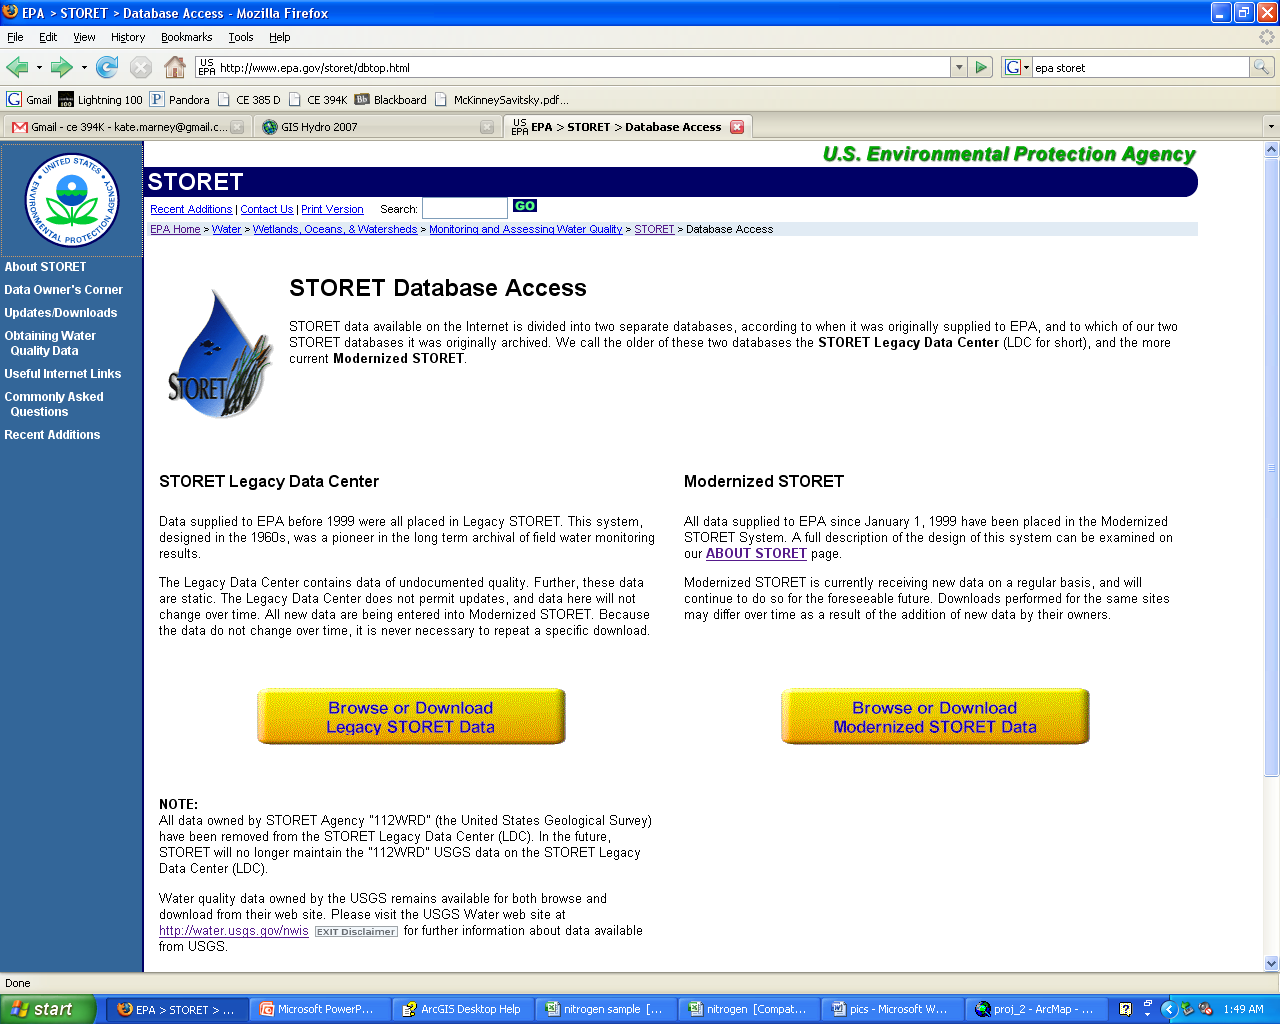 EPA > STORET > Database Access - Mozilla Firefox
File Edit View History Bookmarks Tools Help
US EPA http://www.epa.gov/storet/dbtop.html epa storet
Gmail Lightning 100 Pandora CE 385 D CE 394K Blackboard McKinneySavitsky.pdf...
Gmail - ce 394K - kate.marney@gmail.c... GIS Hydro 2007 US EPA EPA > STORET > Database Access
U.S. Environmental Protection Agency
UNITED STATES ENVIRONMENTAL PROTECTION AGENCY
STORET
Recent Additions | Contact Us | Print Version Search: GO
EPA Home > Water > Wetlands, Oceans, & Watersheds > Monitoring and Assessing Water Quality > STORET > Database Access
About STORET
Data Owner's Corner
Updates/Downloads
Obtaining Water
Quality Data
Useful Internet Links
Commonly Asked
Questions
Recent Additions
STORET
STORET Database Access
STORET data available on the Internet is divided into two separate databases, according to when it was originally supplied to EPA, and to which of our two
STORET databases it was originally archived. We call the older of these two databases the STORET Legacy Data Center (LDC for short), and the more
current Modernized STORET.
STORET Legacy Data Center
Data supplied to EPA before 1999 were all placed in Legacy STORET. This system,
designed in the 1960s, was a pioneer in the long term archival of field water monitoring
results.
The Legacy Data Center contains data of undocumented quality. Further, these data
are static. The Legacy Data Center does not permit updates, and data here will not
change over time. All new data are being entered into Modernized STORET. Because
the data do not change over time, it is never necessary to repeat a specific download.
Browse or Download
Legacy STORET Data
Modernized STORET
All data supplied to EPA since January 1, 1999 have been placed in the Modernized
STORET System. A full description of the design of this system can be examined on
our ABOUT STORET page.
Modernized STORET is currently receiving new data on a regular basis, and will
continue to do so for the foreseeable future. Downloads performed for the same sites
may differ over time as a result of the addition of new data by their owners.
Browse or Download
Modernized STORET Data
NOTE:
All data owned by STORET Agency "112WRD" (the United States Geological Survey)
have been removed from the STORET Legacy Data Center (LDC). In the future,
STORET will no longer maintain the "112WRD" USGS data on the STORET Legacy
Data Center (LDC).
Water quality data owned by the USGS remains available for both browse and
download from their web site. Please visit the USGS Water web site at
http://water.usgs.gov/nwis EXIT Disclaimer for further information about data available
from USGS.
Done
start EPA > STORET > ... Microsoft PowerP... ArcGIS Desktop Help nitrogen sample [... nitrogen [Compat... pics - Microsoft W... proj_2 - ArcMap - ... 1:49 AM